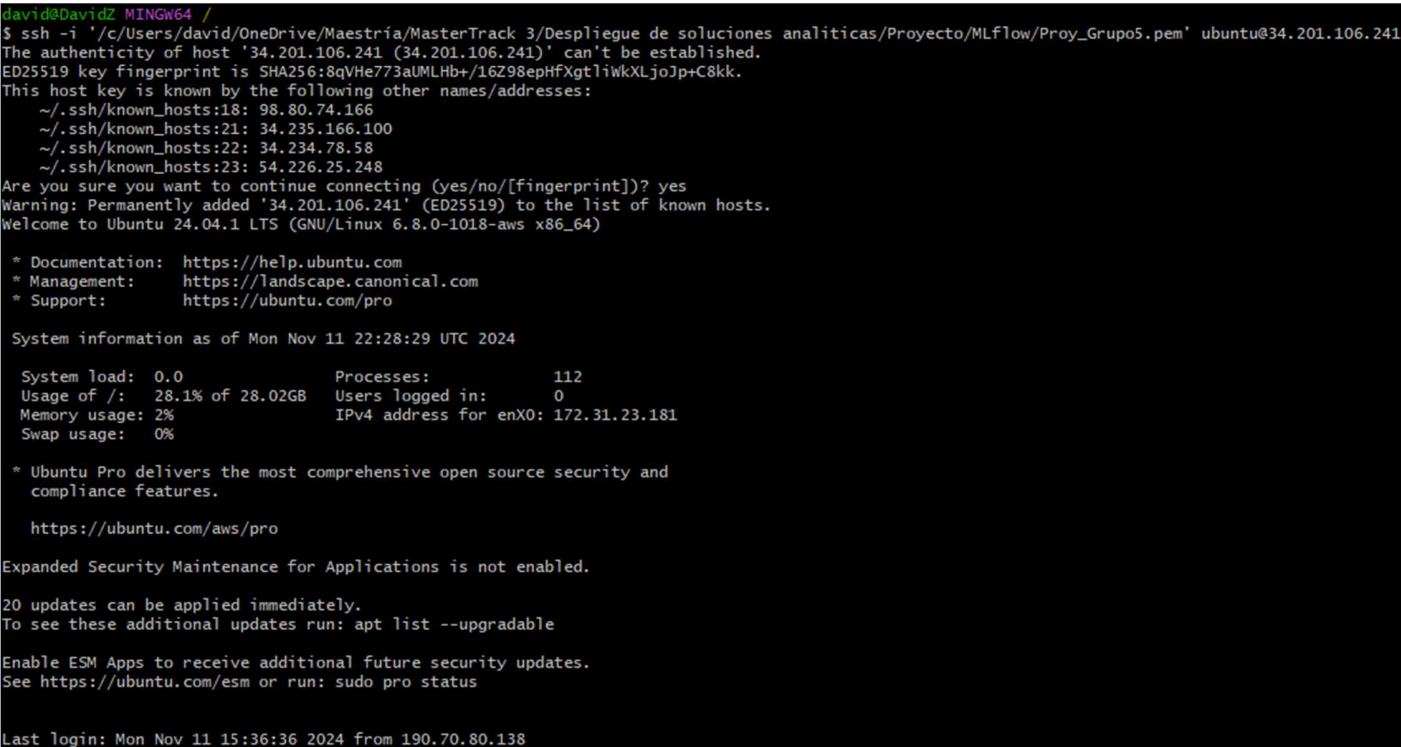 david@DavidZ MINGW64 /
$ ssh -i '/c/Users/david/OneDrive/Maestría/MasterTrack 3/Despliegue de soluciones analiticas/Proyecto/MLflow/Proy_Grupo5.pem' ubuntu@34.201.106.241
The authenticity of host '34.201.106.241 (34.201.106.241)' can't be established.
ED25519 key fingerprint is SHA256:8qVHe773aUMLHb+/16Z98epHfXgtliWkXLjoJp+C8kk.
This host key is known by the following other names/addresses:
    ~/.ssh/known_hosts:18: 98.80.74.166
    ~/.ssh/known_hosts:21: 34.235.166.100
    ~/.ssh/known_hosts:22: 34.234.78.58
    ~/.ssh/known_hosts:23: 54.226.25.248
Are you sure you want to continue connecting (yes/no/[fingerprint])? yes
Warning: Permanently added '34.201.106.241' (ED25519) to the list of known hosts.
Welcome to Ubuntu 24.04.1 LTS (GNU/Linux 6.8.0-1018-aws x86_64)

 * Documentation:  https://help.ubuntu.com
 * Management:     https://landscape.canonical.com
 * Support:        https://ubuntu.com/pro

 System information as of Mon Nov 11 22:28:29 UTC 2024

  System load:  0.0                Processes:             112
  Usage of /:   28.1% of 28.02GB   Users logged in:       0
  Memory usage: 2%                 IPv4 address for enX0: 172.31.23.181
  Swap usage:   0%

 * Ubuntu Pro delivers the most comprehensive open source security and
   compliance features.

   https://ubuntu.com/aws/pro

Expanded Security Maintenance for Applications is not enabled.

20 updates can be applied immediately.
To see these additional updates run: apt list --upgradable

Enable ESM Apps to receive additional future security updates.
See https://ubuntu.com/esm or run: sudo pro status

Last login: Mon Nov 11 15:36:36 2024 from 190.70.80.138